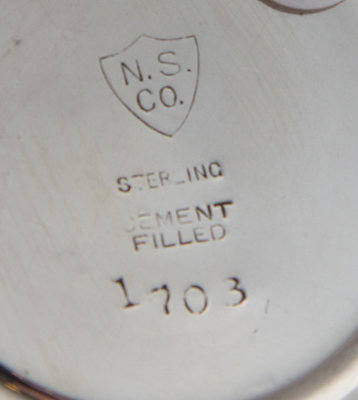 N. S.
CO.
STERLING
CEMENT
FILLED
1703